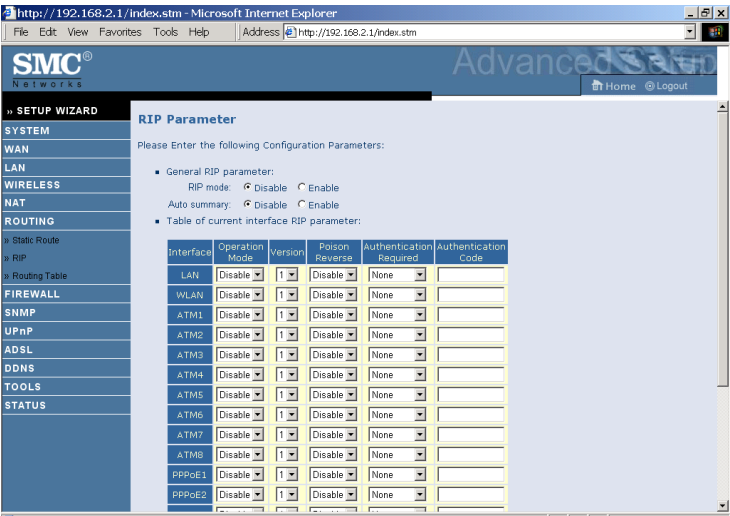 http://192.168.2.1/index.stm - Microsoft Internet Explorer
File Edit View Favorites Tools Help Address http://192.168.2.1/index.stm
SMC®
Networks
Advanced Setup
Home Logout
» SETUP WIZARD
SYSTEM
WAN
LAN
WIRELESS
NAT
ROUTING
» Static Route
» RIP
» Routing Table
FIREWALL
SNMP
UPnP
ADSL
DDNS
TOOLS
STATUS
RIP Parameter
Please Enter the following Configuration Parameters:
General RIP parameter:
RIP mode: Disable Enable
Auto summary: Disable Enable
Table of current interface RIP parameter:
Interface Operation Mode Version Poison Reverse Authentication Required Authentication Code
LAN Disable 1 Disable None
WLAN Disable 1 Disable None
ATM1 Disable 1 Disable None
ATM2 Disable 1 Disable None
ATM3 Disable 1 Disable None
ATM4 Disable 1 Disable None
ATM5 Disable 1 Disable None
ATM6 Disable 1 Disable None
ATM7 Disable 1 Disable None
ATM8 Disable 1 Disable None
PPPoE1 Disable 1 Disable None
PPPoE2 Disable 1 Disable None